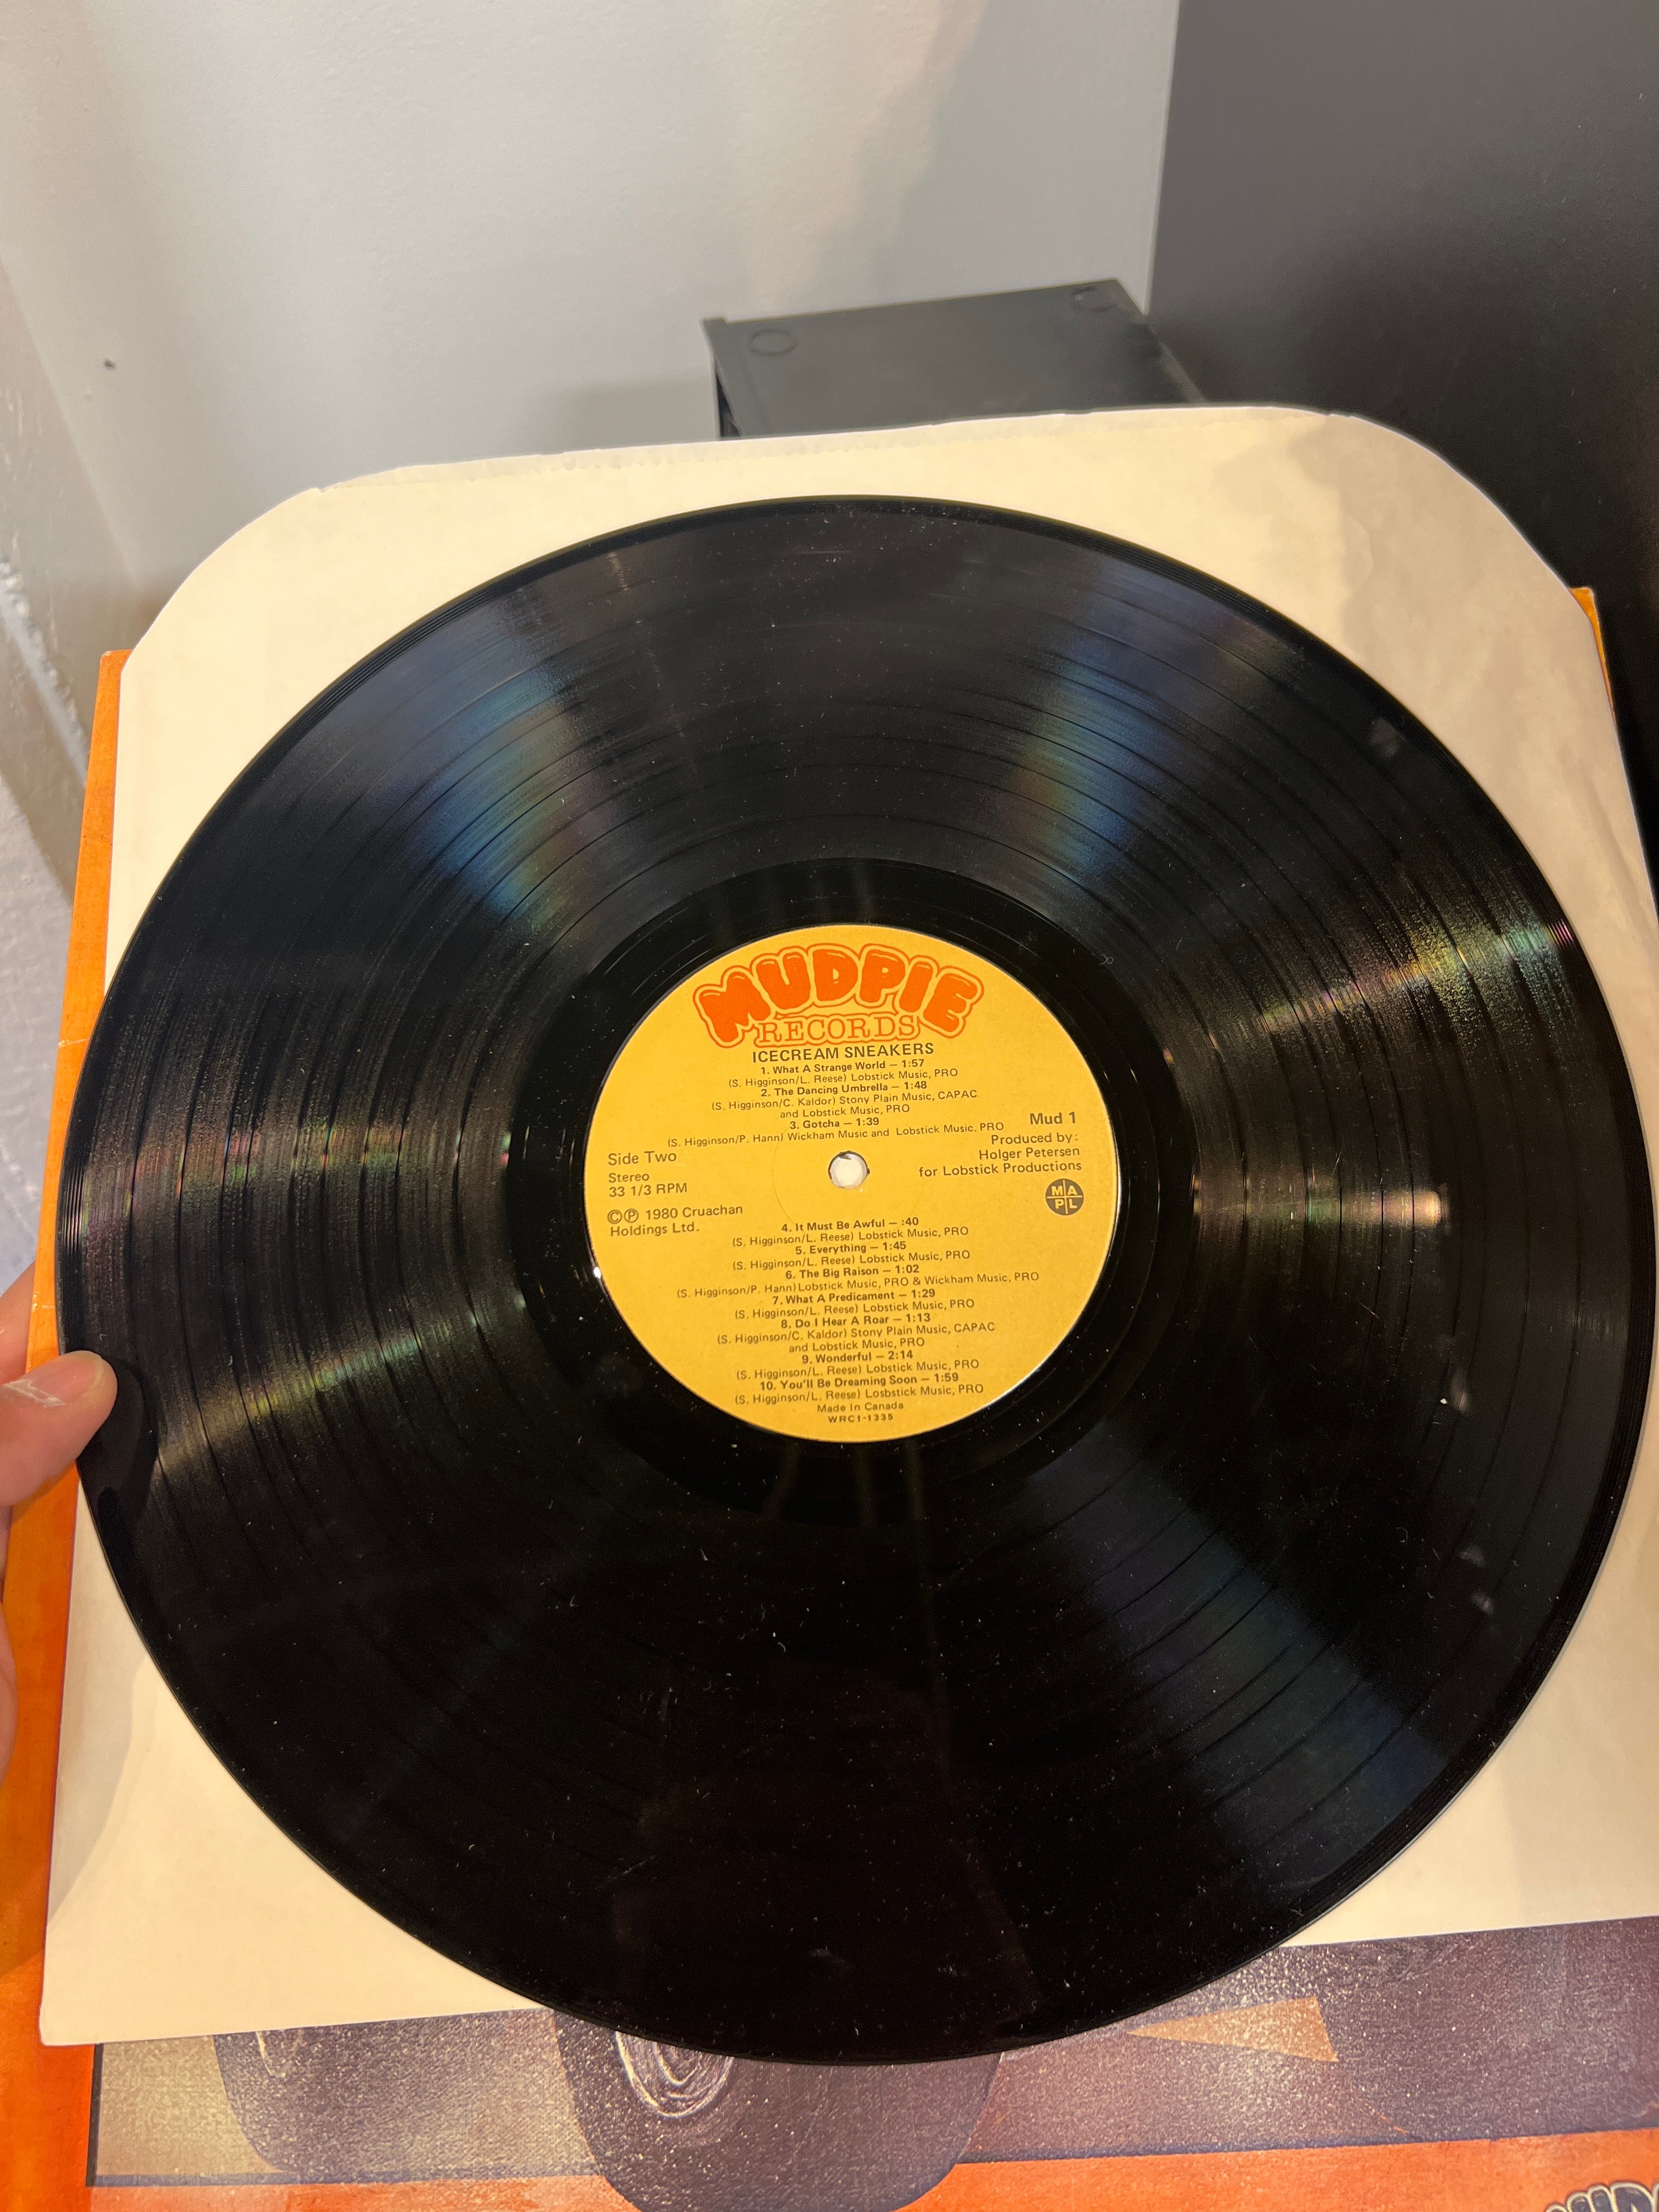 MUDPIE
RECORDS
ICECREAM SNEAKERS
1. What A Strange World — 1:57
(S. Higginson/L. Reese) Lobstick Music, PRO
2. The Dancing Umbrella — 1:48
(S. Higginson/C. Kaldor) Stony Plain Music, CAPAC
and Lobstick Music, PRO
3. Gotcha — 1:39
(S. Higginson/P. Hann) Wickham Music and Lobstick Music. PRO
Mud 1
Produced by:
Holger Petersen
for Lobstick Productions
MAPL
Side Two
Stereo
33 1/3 RPM
©℗ 1980 Cruachan
Holdings Ltd.
4. It Must Be Awful — :40
(S. Higginson/L. Reese) Lobstick Music, PRO
5. Everything — 1:45
(S. Higginson/L. Reese) Lobstick Music, PRO
6. The Big Raison — 1:02
(S. Higginson/P. Hann) Lobstick Music, PRO & Wickham Music, PRO
7. What A Predicament — 1:29
(S. Higginson/L. Reese) Lobstick Music, PRO
8. Do I Hear A Roar — 1:13
(S. Higginson/C. Kaldor) Stony Plain Music, CAPAC
and Lobstick Music, PRO
9. Wonderful — 2:14
(S. Higginson/L. Reese) Lobstick Music, PRO
10. You'll Be Dreaming Soon — 1:59
(S. Higginson/L. Reese) Losbstick Music, PRO
Made In Canada
WRC1-1335